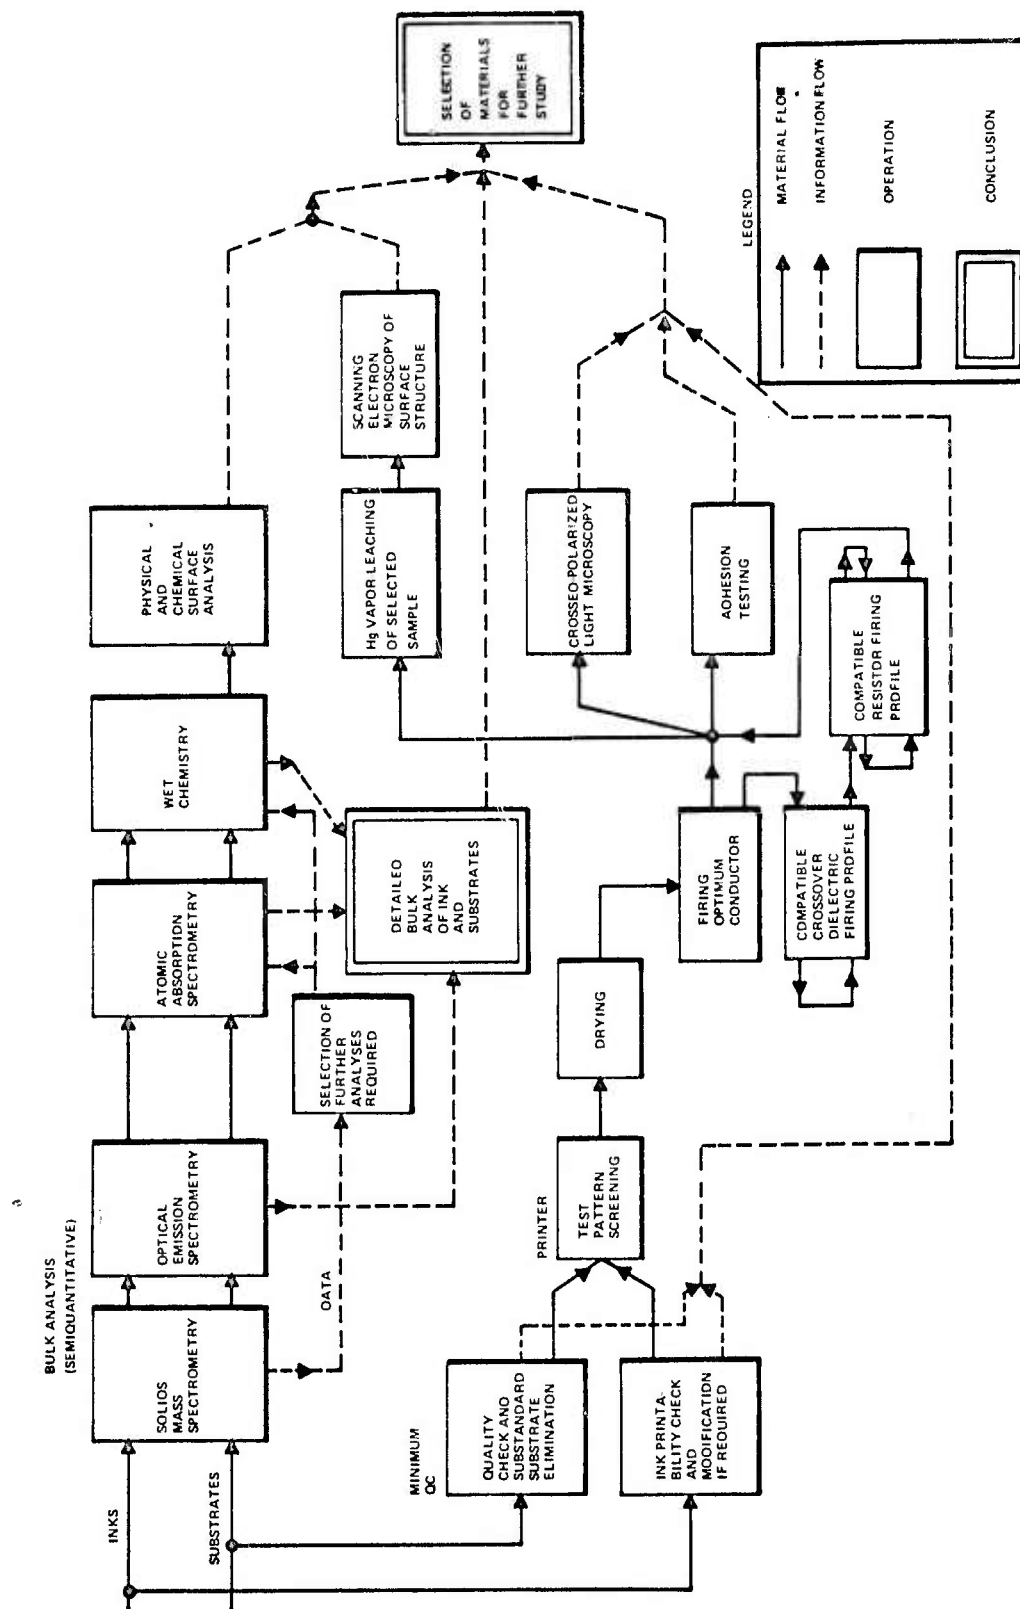 BULK ANALYSIS
(SEMIQUANTITATIVE)
INKS
SUBSTRATES
SOLIOS
MASS
SPECTROMETRY
OPTICAL
EMISSION
SPECTROMETRY
ATOMIC
ABSORPTION
SPECTROMETRY
WET
CHEMISTRY
PHYSICAL
AND
CHEMICAL
SURFACE
ANALYSIS
DATA
SELECTION OF
FURTHER
ANALYSES
REQUIRED
DETAILEO
BULK
ANALYSIS
OF INK
AND
SUBSTRATES
Hg VAPOR LEACHING
OF SELECTED
SAMPLE
SCANNING
ELECTRON
MICROSCOPY OF
SURFACE
STRUCTURE
SELECTION
OF
MATERIALS
FOR
FURTHER
STUDY
MINIMUM
QC
QUALITY
CHECK AND
SUBSTANDARD
SUBSTRATE
ELIMINATION
INK PRINTA-
BILITY CHECK
AND
MODIFICATION
IF REQUIRED
PRINTER
TEST
PATTERN
SCREENING
DRYING
FIRING
OPTIMUM
CONDUCTOR
COMPATIBLE
CROSSOVER
DIELECTRIC
FIRING PROFILE
COMPATIBLE
RESISTOR FIRING
PROFILE
CROSSEO-POLARIZED
LIGHT MICROSCOPY
AOHESION
TESTING
LEGEND
MATERIAL FLOW
INFORMATION FLOW
OPERATION
CONCLUSION